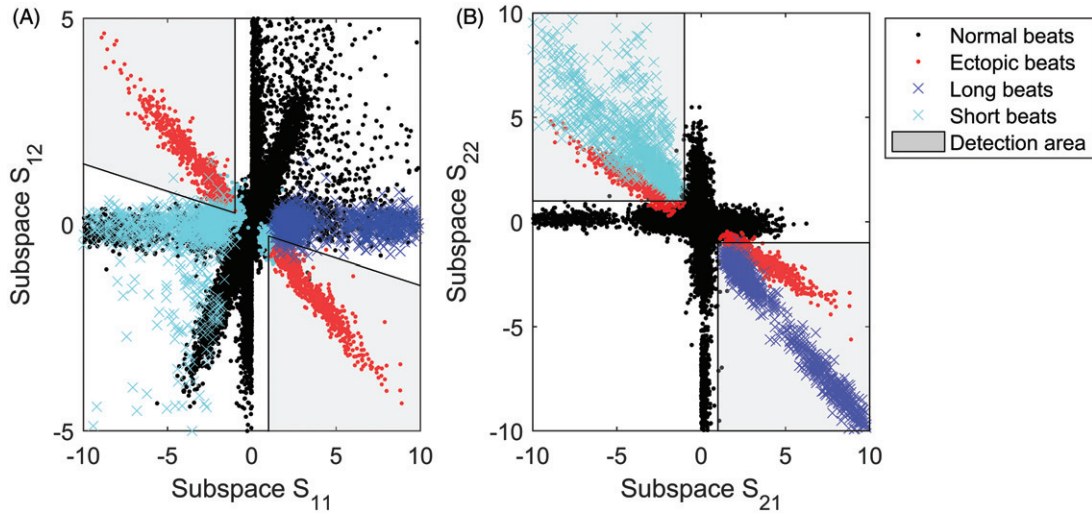 (A)
5
0
-5
Subspace S12
-10
-5
0
5
10
Subspace S11
(B)
10
5
0
-5
-10
Subspace S22
-10
-5
0
5
10
Subspace S21
Normal beats
Ectopic beats
Long beats
Short beats
Detection area